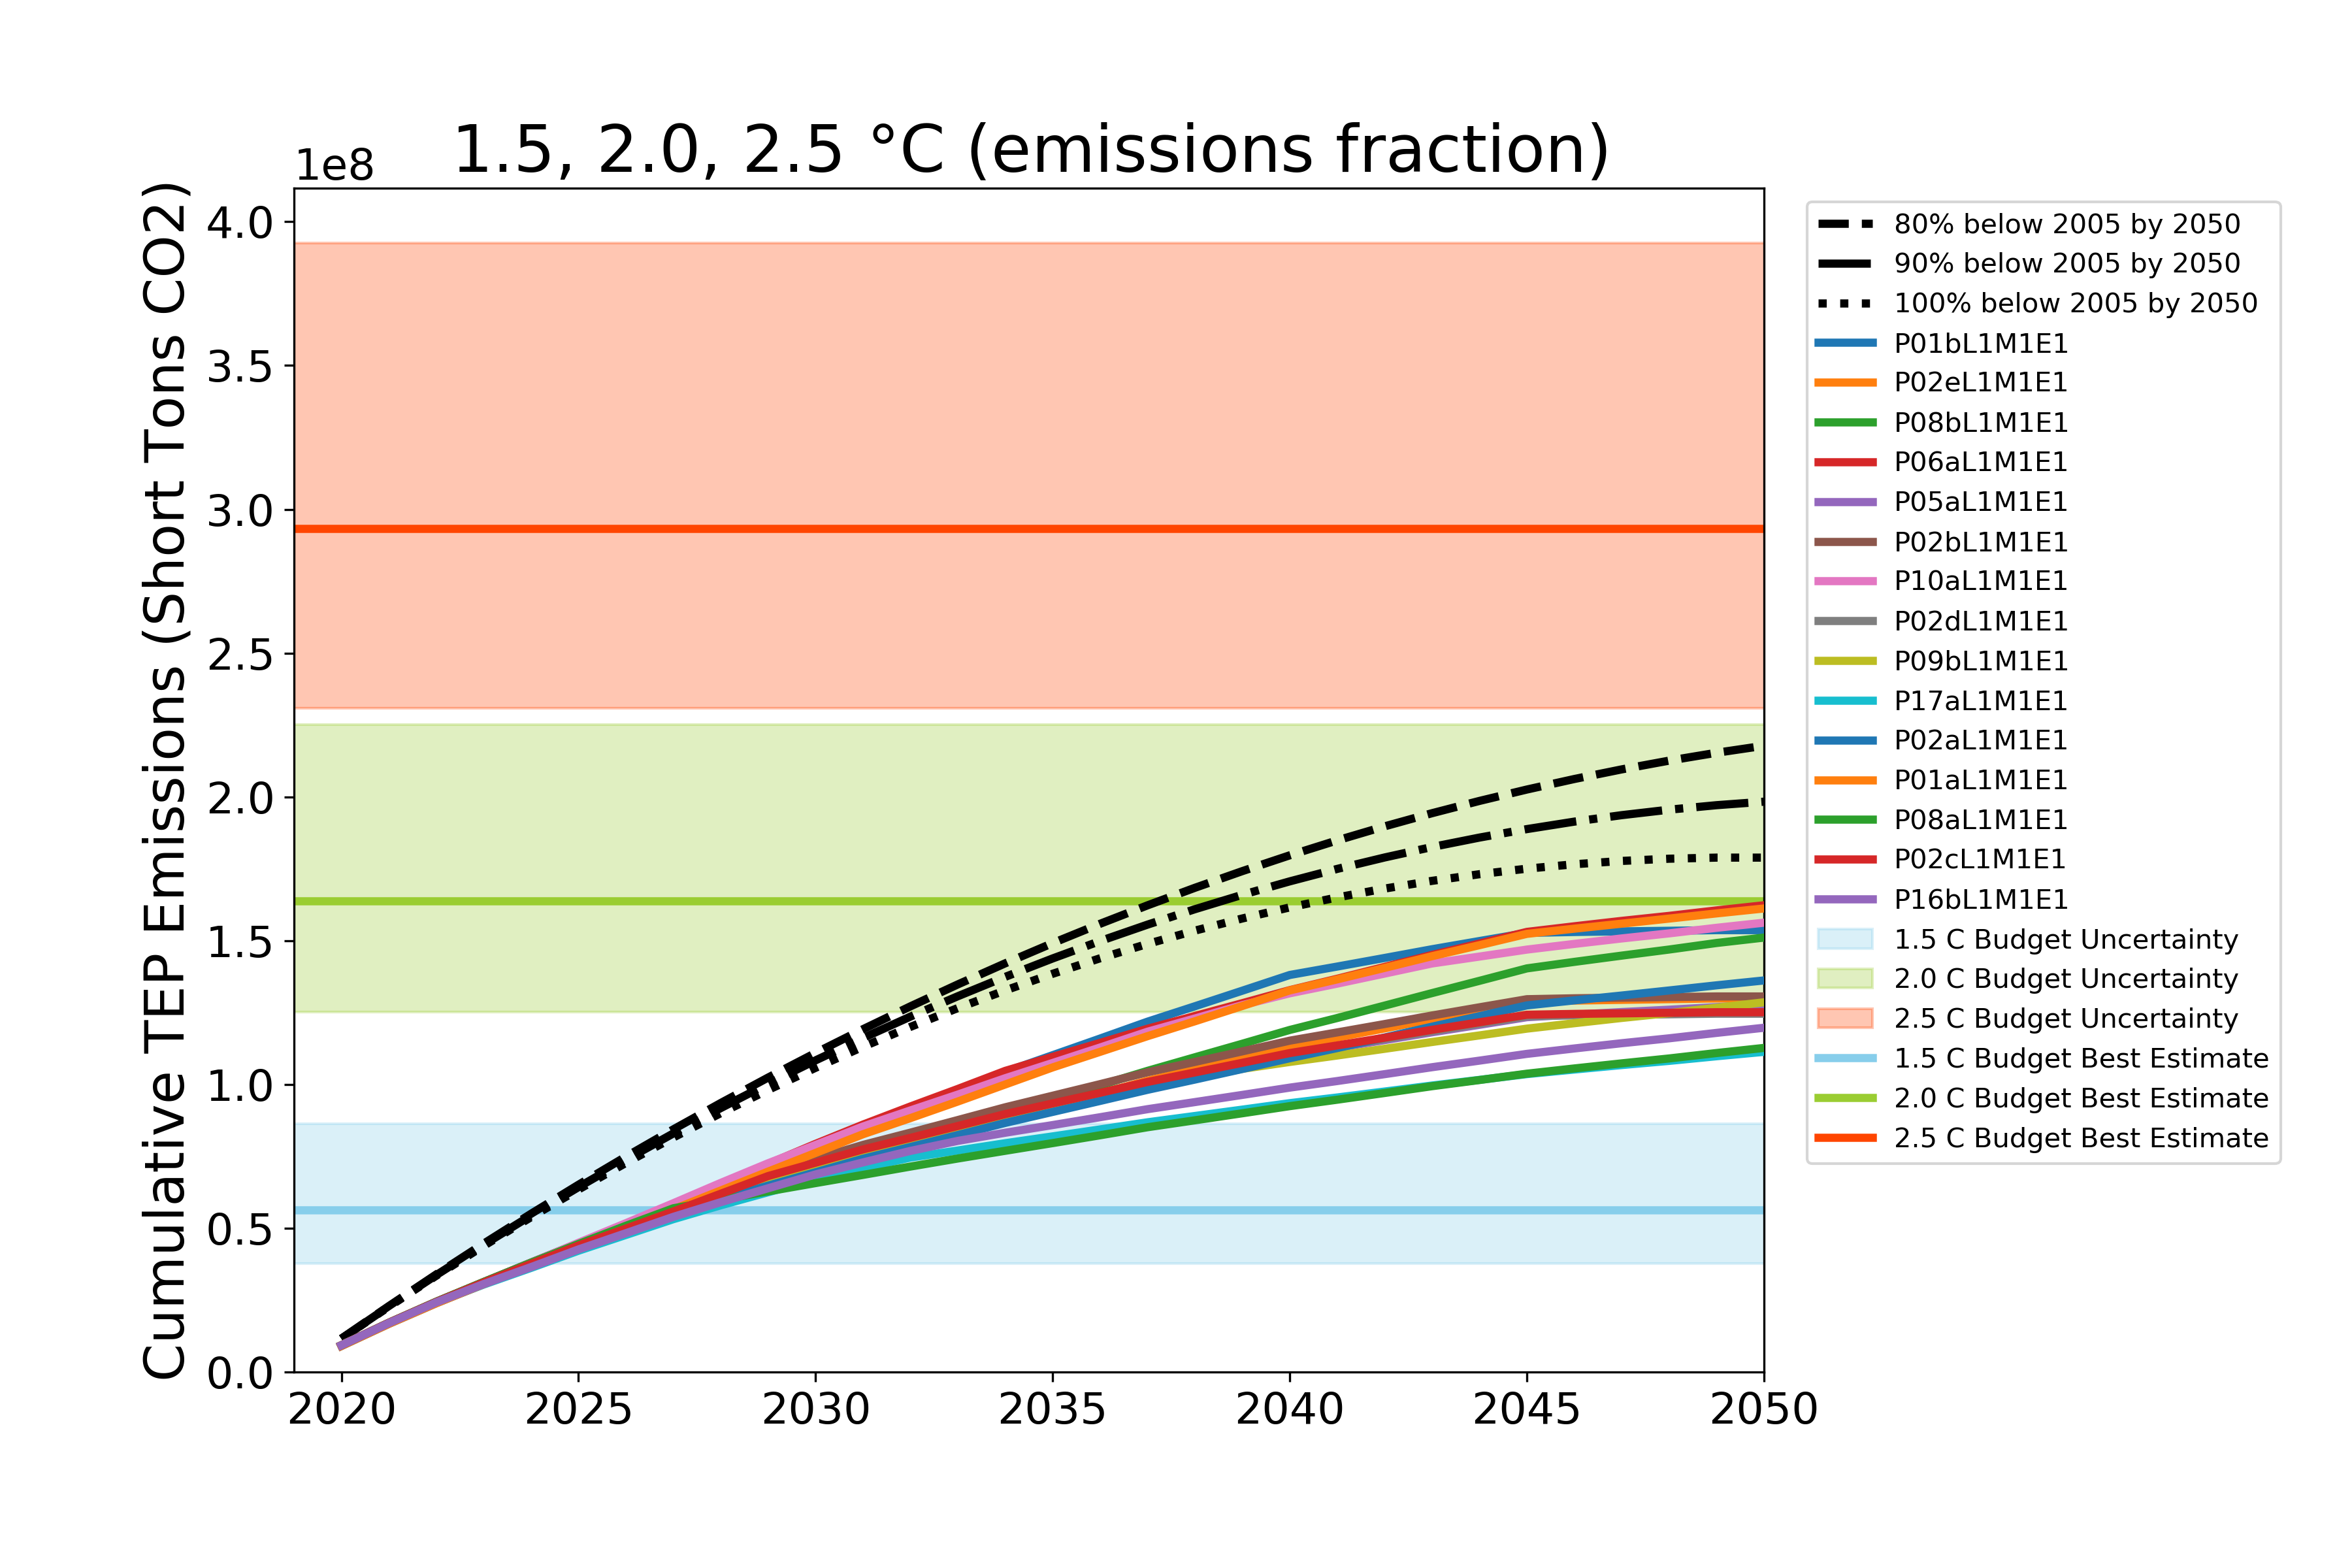 1.5, 2.0, 2.5 °C (emissions fraction)
1e8
Cumulative TEP Emissions (Short Tons CO2)
4.0
3.5
3.0
2.5
2.0
1.5
1.0
0.5
0.0
2020 2025 2030 2035 2040 2045 2050
80% below 2005 by 2050
90% below 2005 by 2050
100% below 2005 by 2050
P01bL1M1E1
P02eL1M1E1
P08bL1M1E1
P06aL1M1E1
P05aL1M1E1
P02bL1M1E1
P10aL1M1E1
P02dL1M1E1
P09bL1M1E1
P17aL1M1E1
P02aL1M1E1
P01aL1M1E1
P08aL1M1E1
P02cL1M1E1
P16bL1M1E1
1.5 C Budget Uncertainty
2.0 C Budget Uncertainty
2.5 C Budget Uncertainty
1.5 C Budget Best Estimate
2.0 C Budget Best Estimate
2.5 C Budget Best Estimate